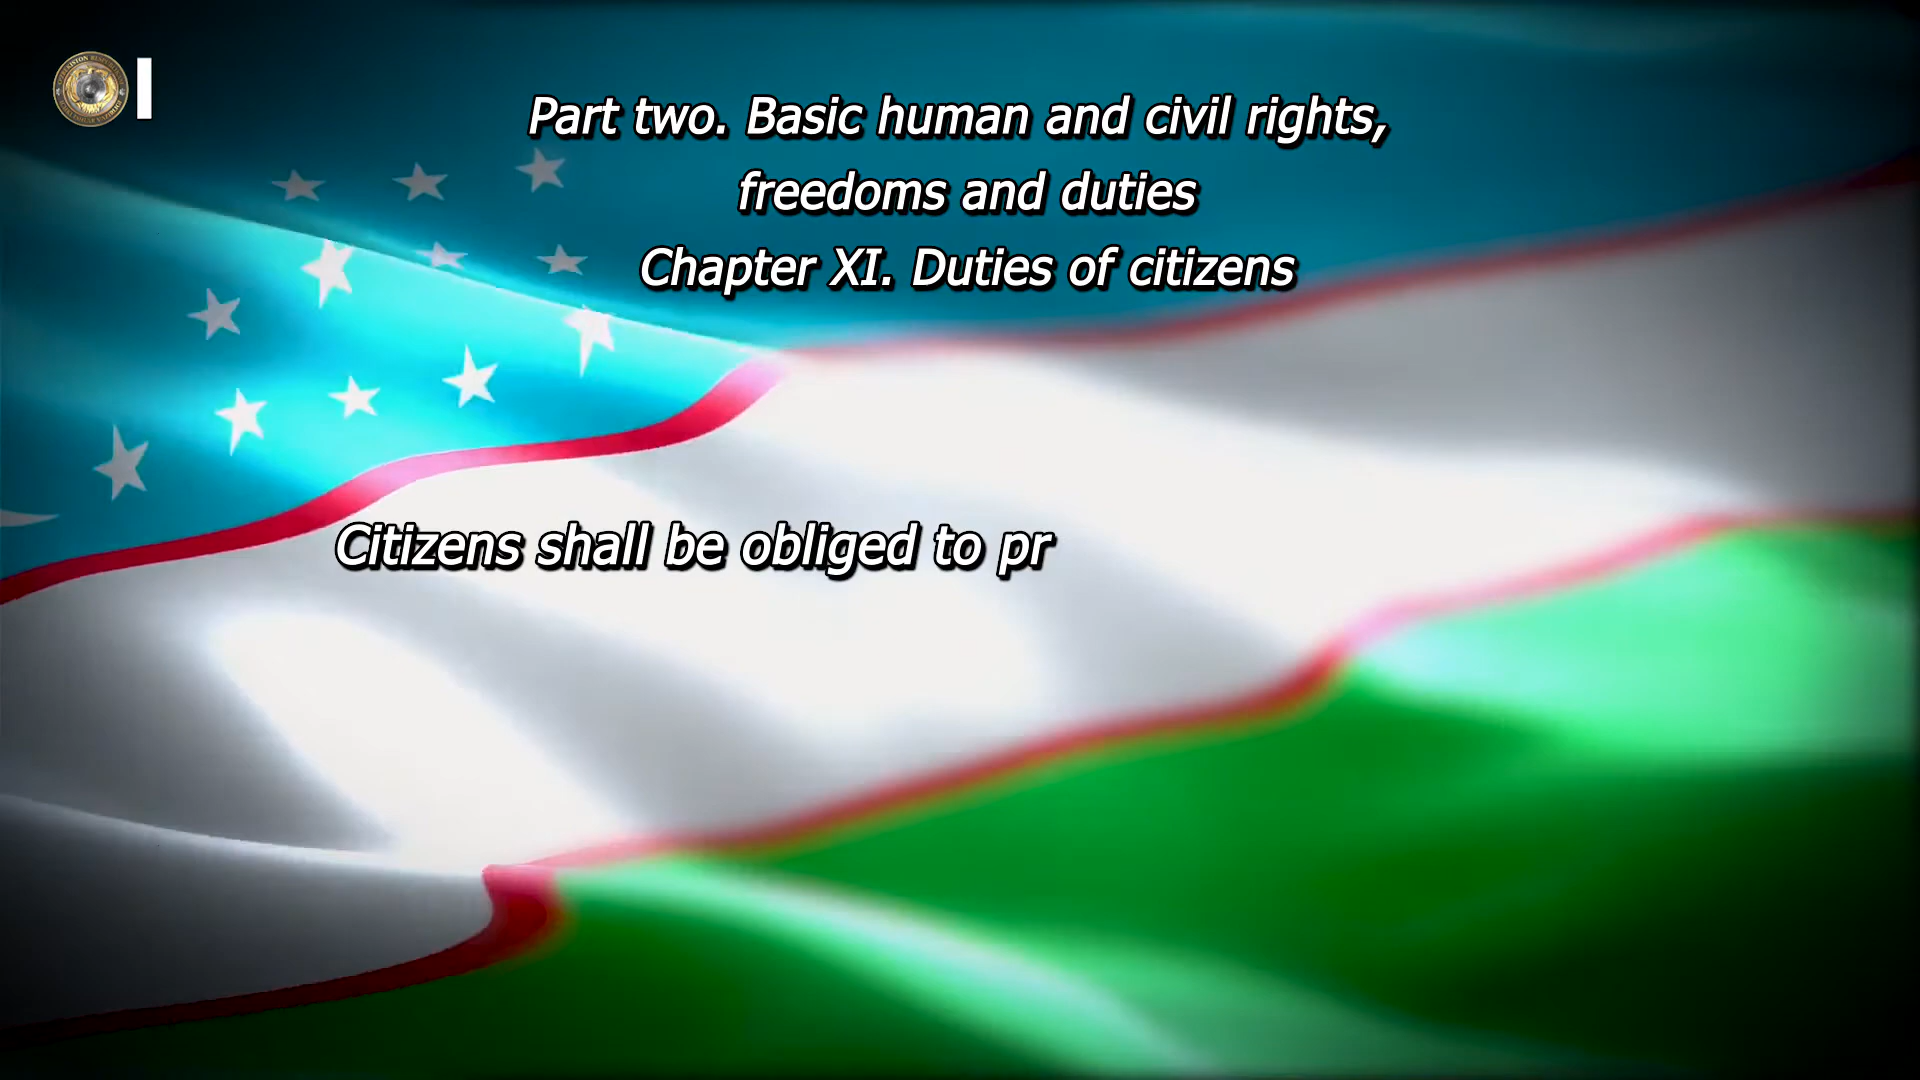 Part two. Basic human and civil rights,
freedoms and duties
Chapter XI. Duties of citizens
Citizens shall be obliged to pr